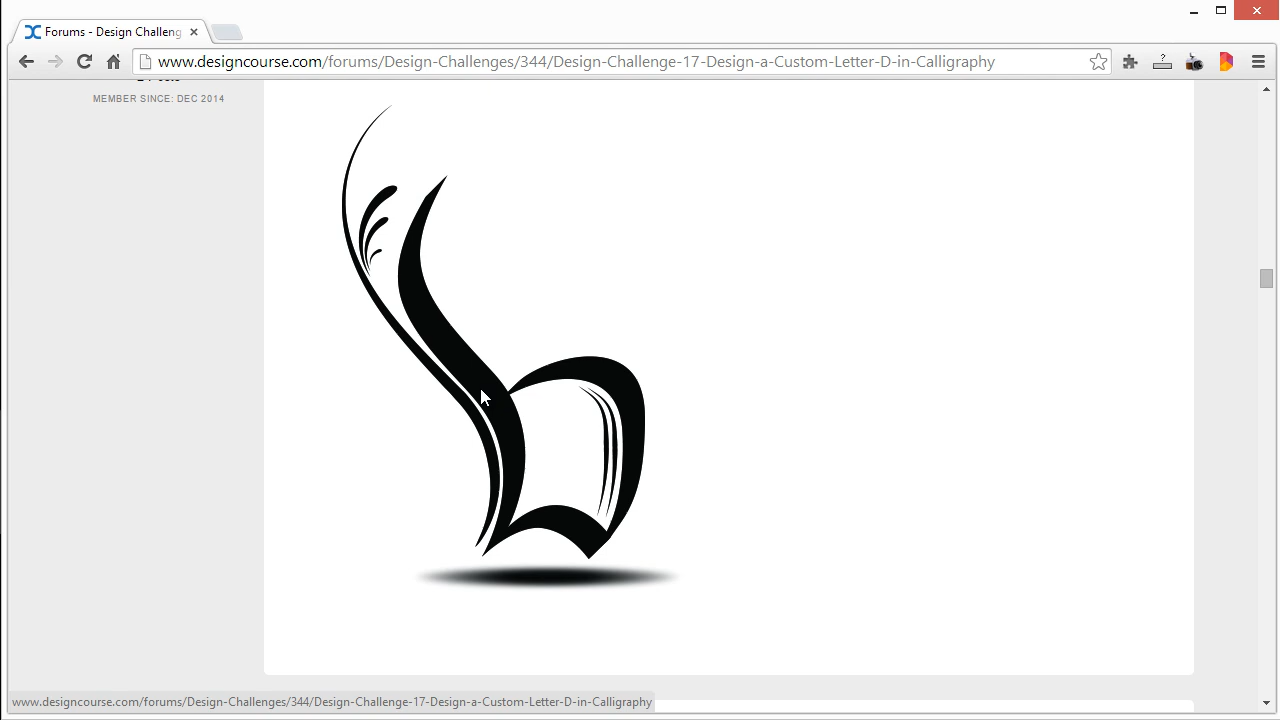 Forums - Design Challeng
www.designcourse.com/forums/Design-Challenges/344/Design-Challenge-17-Design-a-Custom-Letter-D-in-Calligraphy
MEMBER SINCE: DEC 2014
www.designcourse.com/forums/Design-Challenges/344/Design-Challenge-17-Design-a-Custom-Letter-D-in-Calligraphy